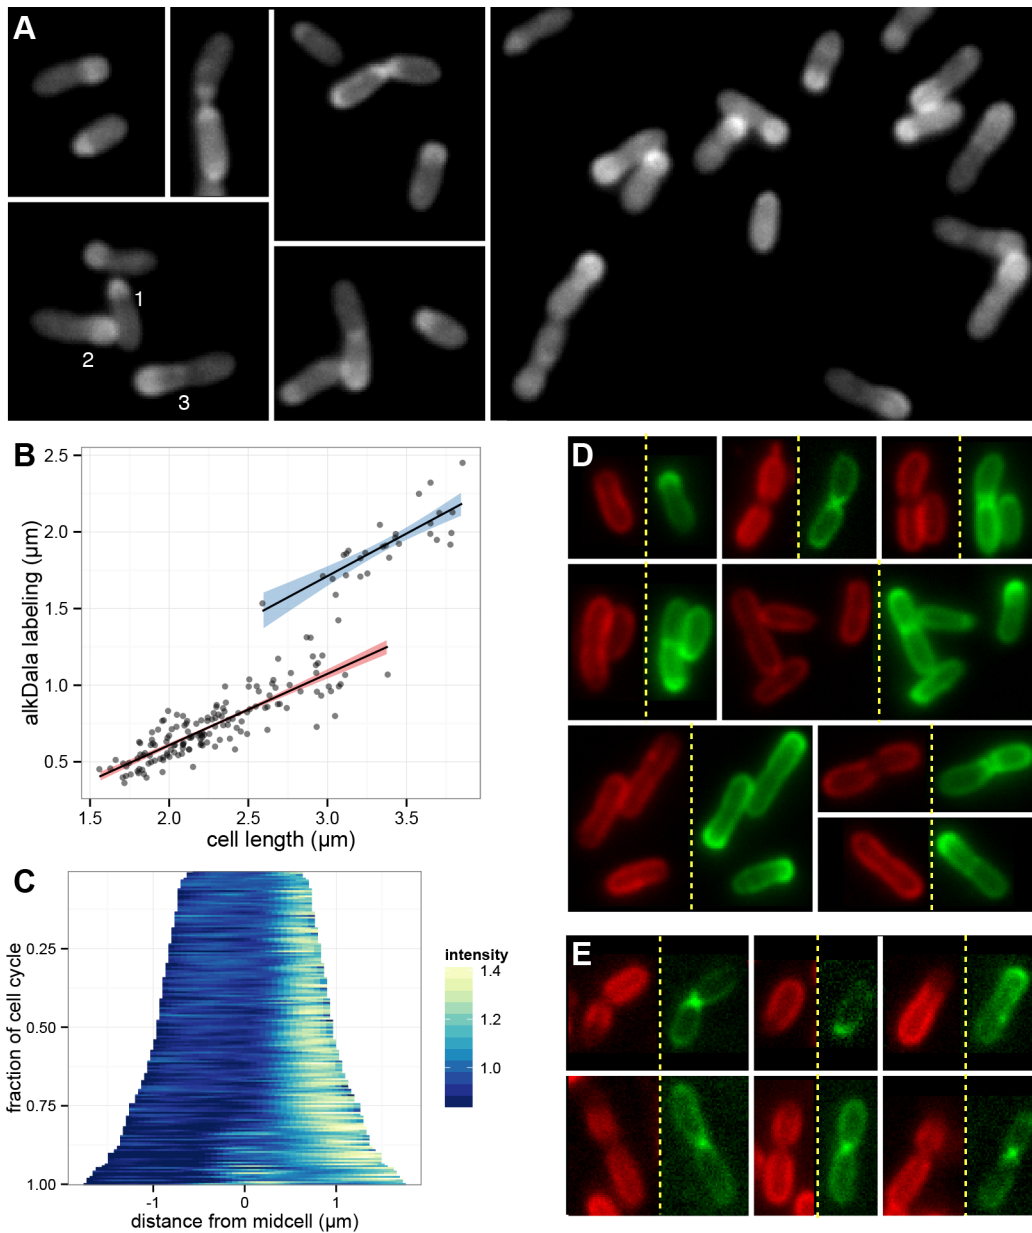 A
1
2
3
B
2.5
2.0
1.5
1.0
0.5
alkDala labeling (µm)
1.5 2.0 2.5 3.0 3.5
cell length (µm)
C
0.25
0.50
0.75
1.00
fraction of cell cycle
-1 0 1
distance from midcell (µm)
intensity
1.4
1.2
1.0
D
E